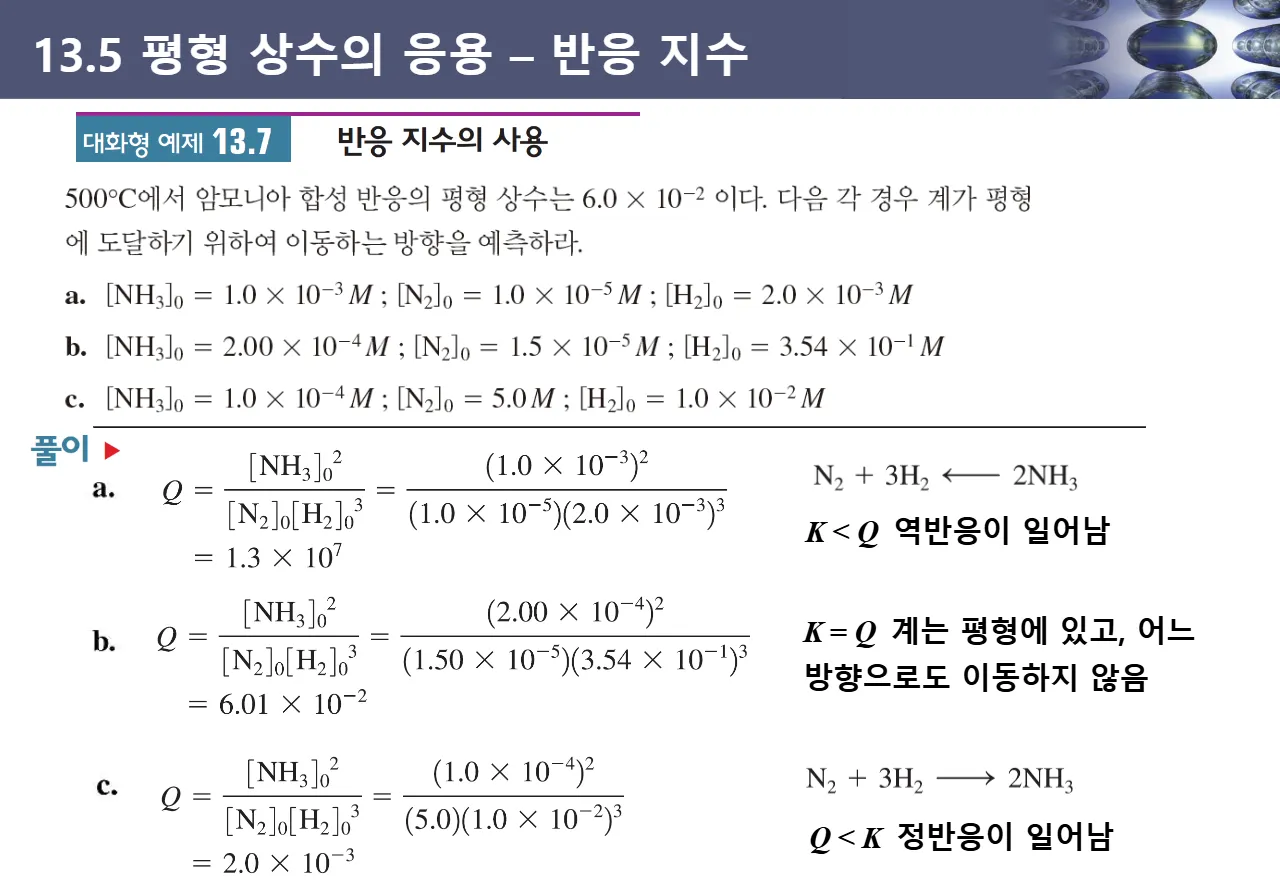 13.5 평형 상수의 응용 – 반응 지수
대화형 예제 13.7 반응 지수의 사용
500°C에서 암모니아 합성 반응의 평형 상수는 6.0 × 10⁻² 이다. 다음 각 경우 계가 평형
에 도달하기 위하여 이동하는 방향을 예측하라.
a. [NH₃]₀ = 1.0 × 10⁻³ M ; [N₂]₀ = 1.0 × 10⁻⁵ M ; [H₂]₀ = 2.0 × 10⁻³ M
b. [NH₃]₀ = 2.00 × 10⁻⁴ M ; [N₂]₀ = 1.5 × 10⁻⁵ M ; [H₂]₀ = 3.54 × 10⁻¹ M
c. [NH₃]₀ = 1.0 × 10⁻⁴ M ; [N₂]₀ = 5.0 M ; [H₂]₀ = 1.0 × 10⁻² M
풀이 ▶
a. Q = [NH₃]₀² / [N₂]₀[H₂]₀³ = (1.0 × 10⁻³)² / (1.0 × 10⁻⁵)(2.0 × 10⁻³)³
= 1.3 × 10⁷
N₂ + 3H₂ ⟵ 2NH₃
K < Q 역반응이 일어남
b. Q = [NH₃]₀² / [N₂]₀[H₂]₀³ = (2.00 × 10⁻⁴)² / (1.50 × 10⁻⁵)(3.54 × 10⁻¹)³
= 6.01 × 10⁻²
K = Q 계는 평형에 있고, 어느
방향으로도 이동하지 않음
c. Q = [NH₃]₀² / [N₂]₀[H₂]₀³ = (1.0 × 10⁻⁴)² / (5.0)(1.0 × 10⁻²)³
= 2.0 × 10⁻³
N₂ + 3H₂ ⟶ 2NH₃
Q < K 정반응이 일어남